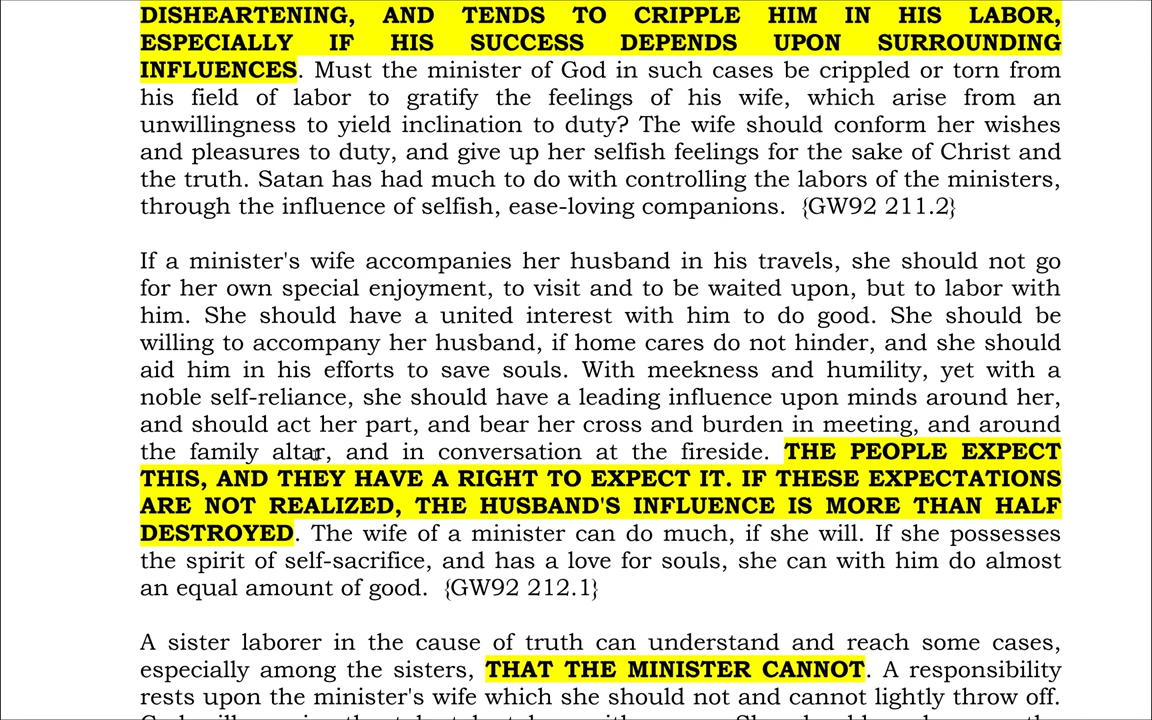 DISHEARTENING, AND TENDS TO CRIPPLE HIM IN HIS LABOR,
ESPECIALLY IF HIS SUCCESS DEPENDS UPON SURROUNDING
INFLUENCES. Must the minister of God in such cases be crippled or torn from
his field of labor to gratify the feelings of his wife, which arise from an
unwillingness to yield inclination to duty? The wife should conform her wishes
and pleasures to duty, and give up her selfish feelings for the sake of Christ and
the truth. Satan has had much to do with controlling the labors of the ministers,
through the influence of selfish, ease-loving companions. {GW92 211.2}
If a minister's wife accompanies her husband in his travels, she should not go
for her own special enjoyment, to visit and to be waited upon, but to labor with
him. She should have a united interest with him to do good. She should be
willing to accompany her husband, if home cares do not hinder, and she should
aid him in his efforts to save souls. With meekness and humility, yet with a
noble self-reliance, she should have a leading influence upon minds around her,
and should act her part, and bear her cross and burden in meeting, and around
the family altar, and in conversation at the fireside. THE PEOPLE EXPECT
THIS, AND THEY HAVE A RIGHT TO EXPECT IT. IF THESE EXPECTATIONS
ARE NOT REALIZED, THE HUSBAND'S INFLUENCE IS MORE THAN HALF
DESTROYED. The wife of a minister can do much, if she will. If she possesses
the spirit of self-sacrifice, and has a love for souls, she can with him do almost
an equal amount of good. {GW92 212.1}
A sister laborer in the cause of truth can understand and reach some cases,
especially among the sisters, THAT THE MINISTER CANNOT. A responsibility
rests upon the minister's wife which she should not and cannot lightly throw off.